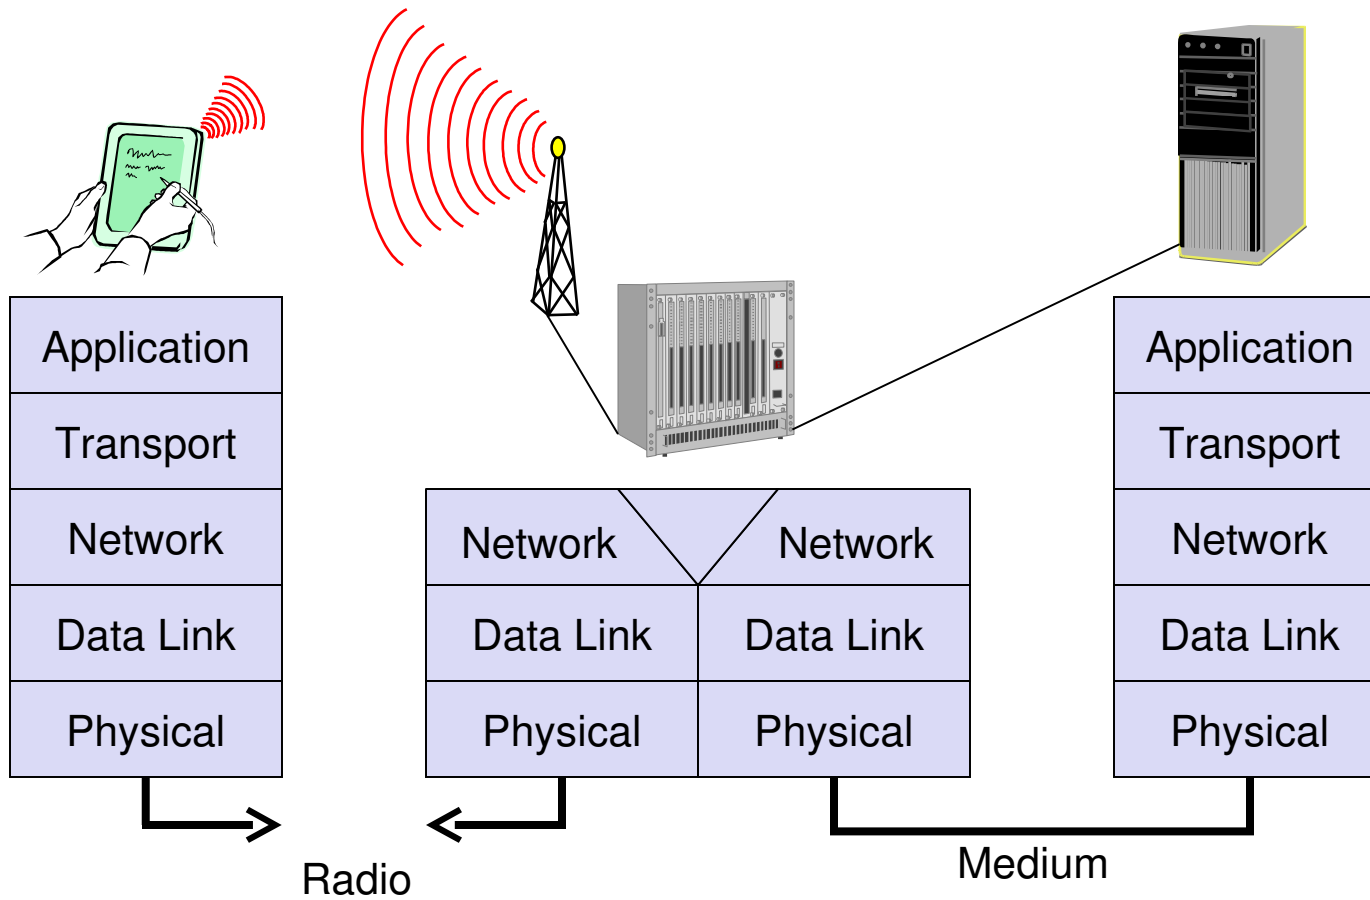 Application
Transport
Network
Data Link
Physical
Network
Network
Data Link
Data Link
Physical
Physical
Application
Transport
Network
Data Link
Physical
Radio
Medium